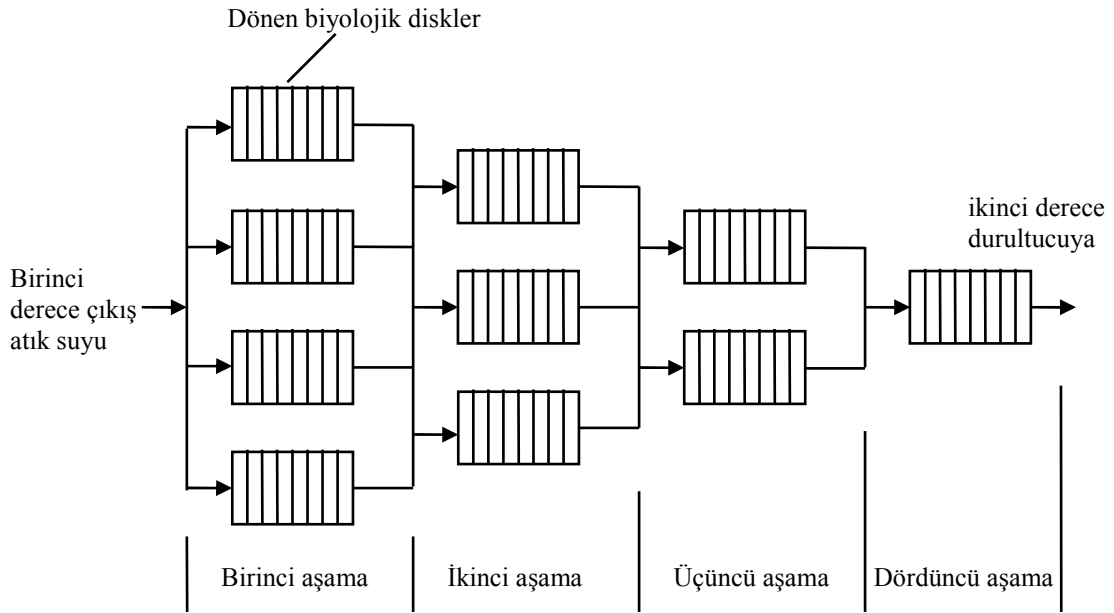 Dönen biyolojik diskler
Birinci
derece çıkış
atık suyu
ikinci derece
durultucuya
Birinci aşama
İkinci aşama
Üçüncü aşama
Dördüncü aşama